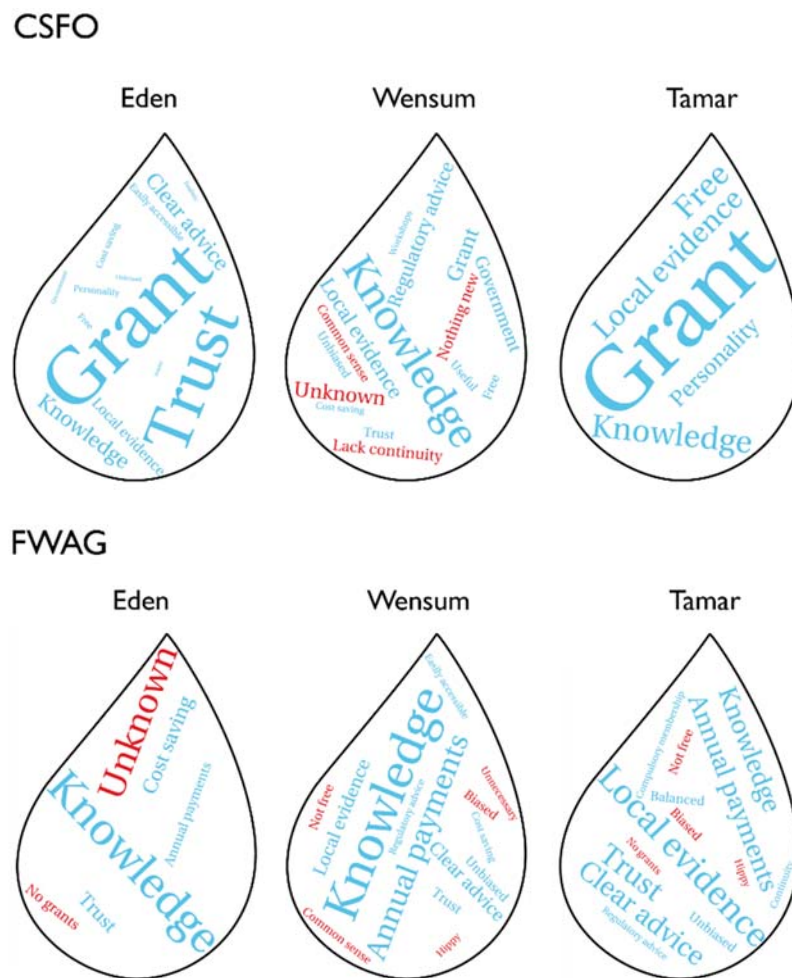 CSFO
Eden
Wensum
Tamar
Clear advice
Easily accessible
Cost saving
Personality
Free
Grant
Trust
Knowledge
Local evidence
Workshops
Regulatory advice
Grant
Government
Knowledge
Local evidence
Common sense
Unbiased
Nothing new
Useful
Free
Unknown
Cost saving
Trust
Lack continuity
Free
Local evidence
Grant
Personality
Knowledge
FWAG
Eden
Wensum
Tamar
Unknown
Cost saving
Annual payments
Knowledge
Trust
No grants
Easily accessible
Knowledge
Not free
Local evidence
Regulatory advice
Annual payments
Unnecessary
Biased
Cost saving
Unbiased
Clear advice
Trust
Common sense
Hippy
Compulsory membership
Not free
Knowledge
Annual payments
Balanced
Biased
Local evidence
No grants
Hippy
Continuity
Trust
Clear advice
Unbiased
Regulatory advice